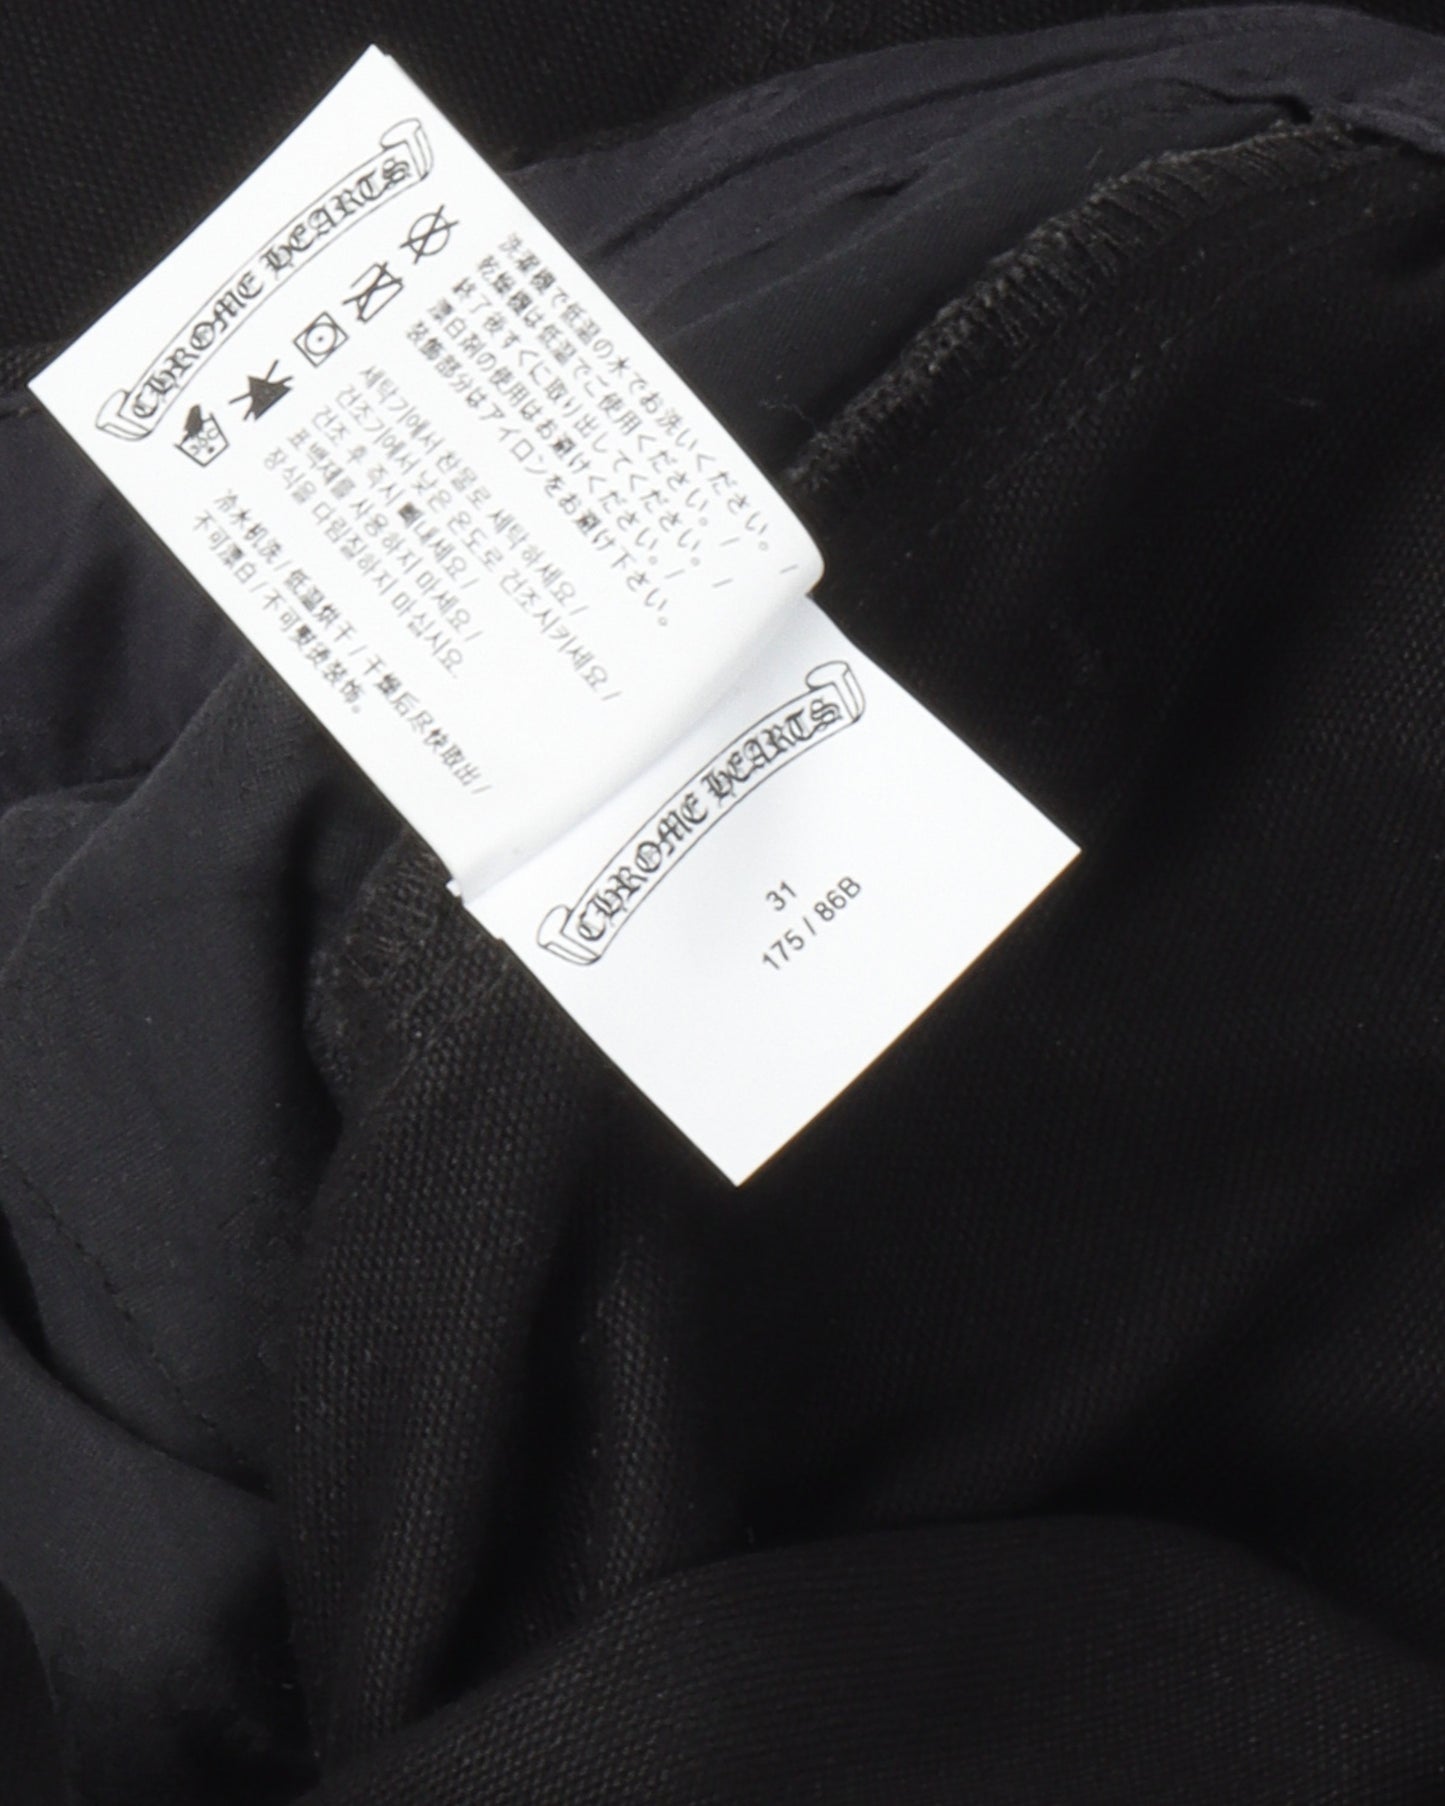 CHROME HEARTS
洗濯機で低温の水でお洗いください。/
乾燥機は低温でご使用ください。/
終了後すぐに取り出してください。/
漂白剤の使用はお避けください。/
装飾部分はアイロンをお避け下さい。
세탁기에서 찬물로 세탁하세요/
건조기에서 낮은 온도로 건조시키세요/
건조 후 즉시 빼내세요/
표백제를 사용하지 마세요/
장식을 다림질하지 마십시요.
冷水机洗/低温烘干/干燥后尽快取出/
不可漂白/不可熨烫装饰。
CHROME HEARTS
31
175 / 86B